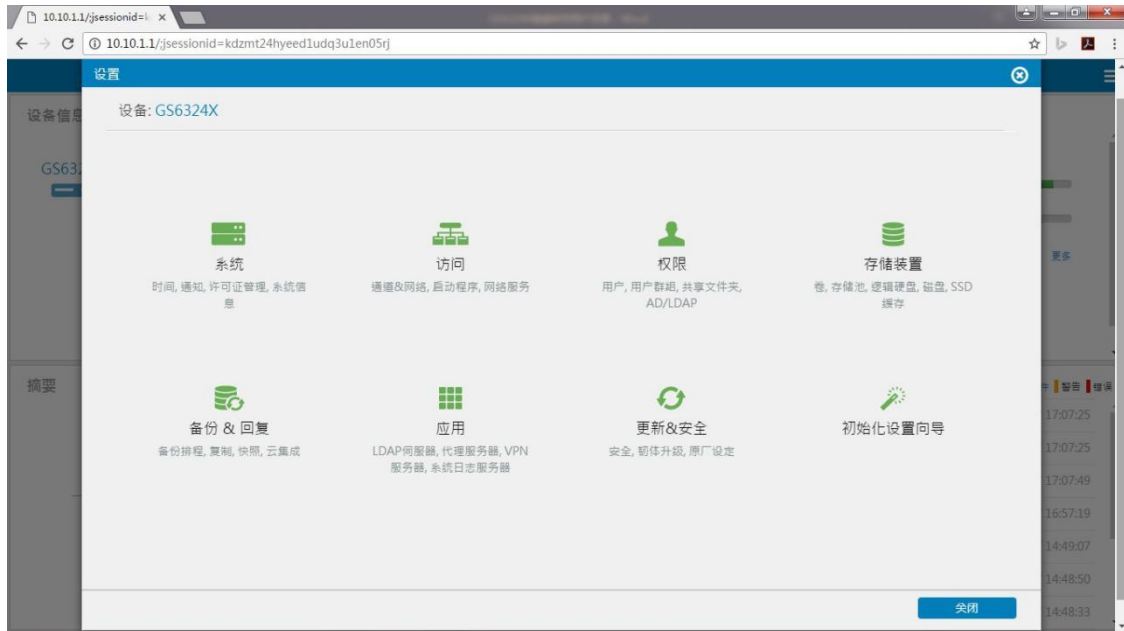 10.10.1.1/;jsessionid=k
10.10.1.1/;jsessionid=kdzmt24hyeed1udq3u1en05rj
设置
设备信息
设备: GS6324X
GS632
系统
时间, 通知, 许可证管理, 系统信
息
访问
通道&网络, 启动程序, 网络服务
权限
用户, 用户群组, 共享文件夹,
AD/LDAP
存储装置
卷, 存储池, 逻辑硬盘, 磁盘, SSD
缓存
更多
摘要
备份 & 回复
备份排程, 复制, 快照, 云集成
应用
LDAP伺服器, 代理服务器, VPN
服务器, 系统日志服务器
更新&安全
安全, 韧体升级, 原厂设定
初始化设置向导
件 警告 错误
17:07:25
17:07:25
17:07:49
16:57:19
14:49:07
14:48:50
14:48:33
关闭